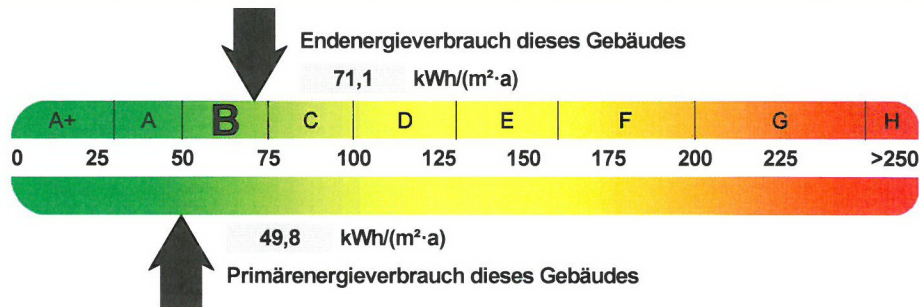 Endenergieverbrauch dieses Gebäudes
71,1 kWh/(m²·a)
A+ A B C D E F G H
0 25 50 75 100 125 150 175 200 225 >250
49,8 kWh/(m²·a)
Primärenergieverbrauch dieses Gebäudes